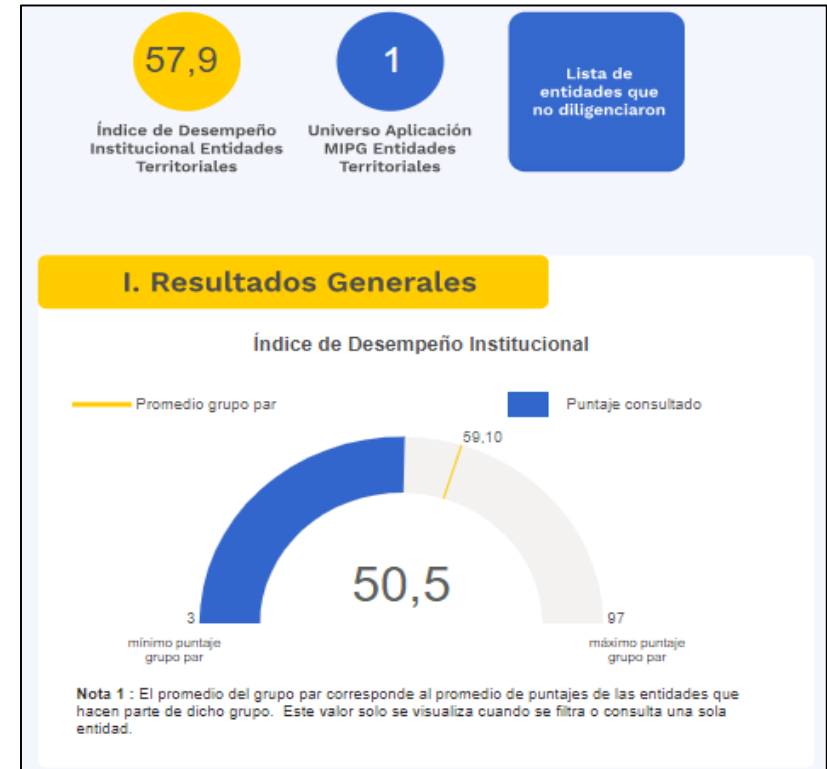 57,9
Índice de Desempeño
Institucional Entidades
Territoriales
1
Universo Aplicación
MIPG Entidades
Territoriales
Lista de
entidades que
no diligenciaron
I. Resultados Generales
Índice de Desempeño Institucional
Promedio grupo par
Puntaje consultado
59,10
50,5
3
mínimo puntaje
grupo par
97
máximo puntaje
grupo par
Nota 1 : El promedio del grupo par corresponde al promedio de puntajes de las entidades que
hacen parte de dicho grupo. Este valor solo se visualiza cuando se filtra o consulta una sola
entidad.